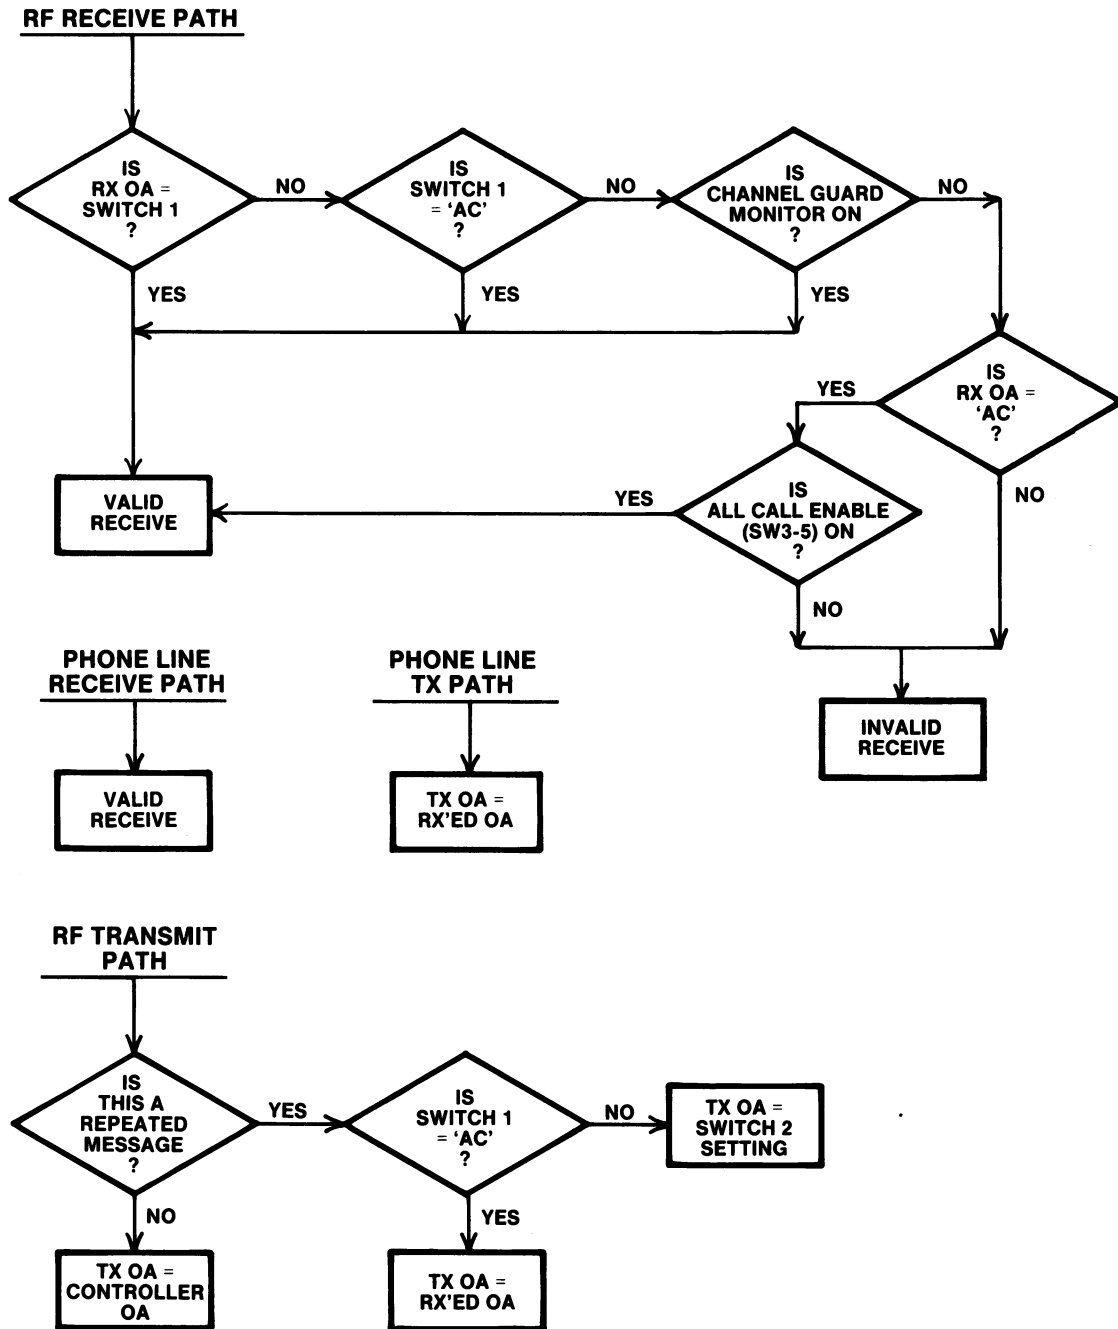 RF RECEIVE PATH
IS
RX OA =
SWITCH 1
?
NO
IS
SWITCH 1
= 'AC'
?
NO
IS
CHANNEL GUARD
MONITOR ON
?
NO
YES
YES
YES
IS
RX OA =
'AC'
?
YES
NO
IS
ALL CALL ENABLE
(SW3-5) ON
?
YES
NO
VALID
RECEIVE
INVALID
RECEIVE
PHONE LINE
RECEIVE PATH
VALID
RECEIVE
PHONE LINE
TX PATH
TX OA =
RX'ED OA
RF TRANSMIT
PATH
IS
THIS A
REPEATED
MESSAGE
?
YES
IS
SWITCH 1
= 'AC'
?
NO
TX OA =
SWITCH 2
SETTING
NO
YES
TX OA =
CONTROLLER
OA
TX OA =
RX'ED OA